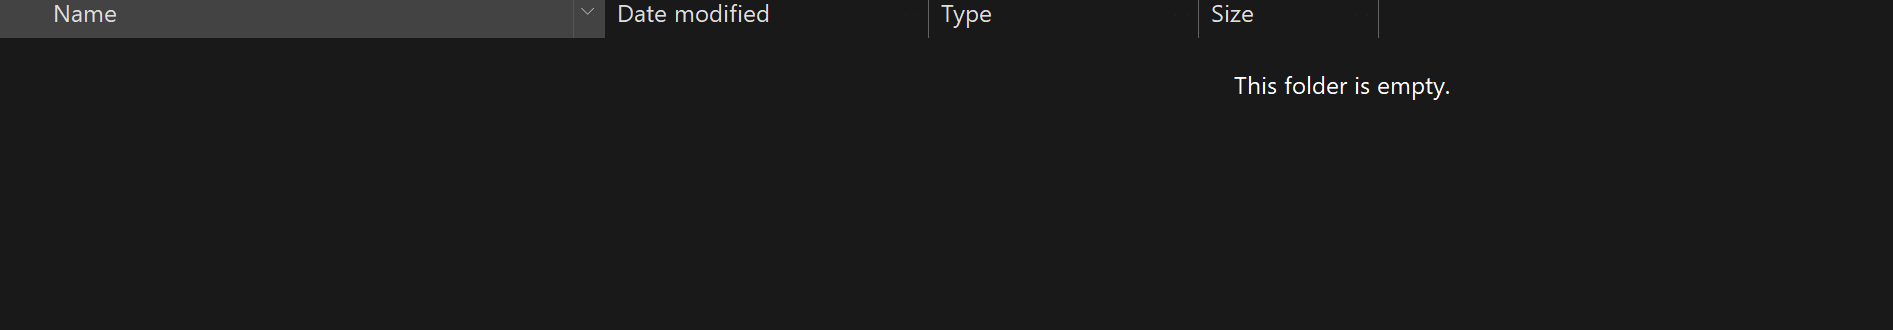 Name Date modified Type Size
This folder is empty.